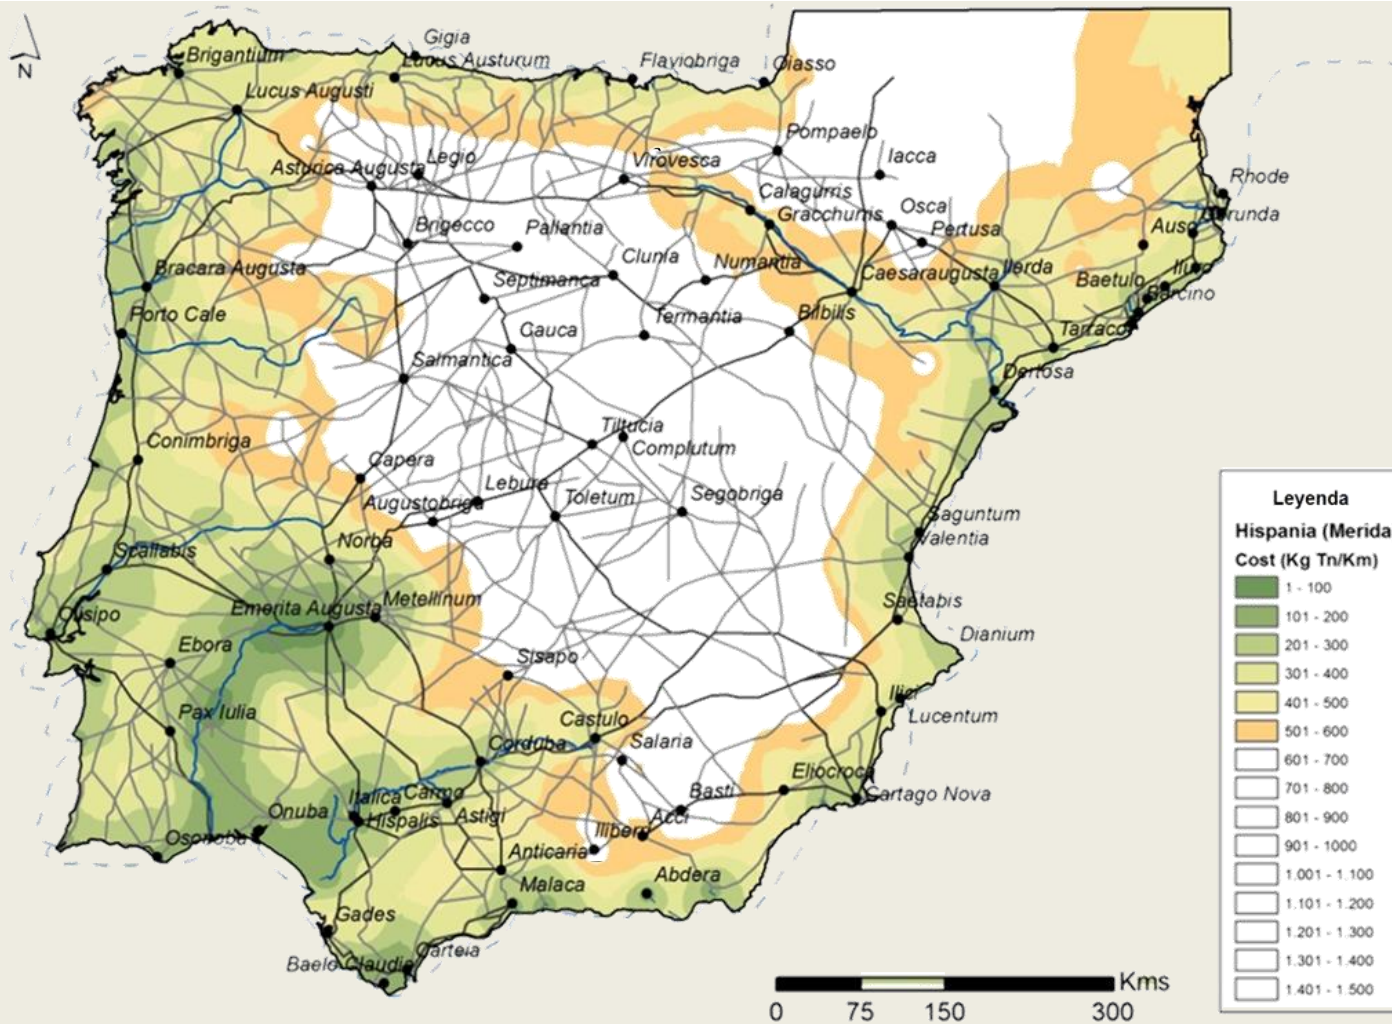 N
Gigia
Brigantium
Lucus Austurum
Flaviobriga
Oiasso
Lucus Augusti
Pompaelo
Iacca
Legio
Virovesca
Asturica Augusta
Rhode
Calagurris
Osca
Gracchurris
Brigecco
Pallantia
Pertusa
Ausa
Clunia
Numantia
Bracara Augusta
Septimanca
Caesaraugusta
Ilerda
Baetulo
Iluro
Barcino
Porto Cale
Termantia
Bilbilis
Cauca
Tarraco
Salmantica
Dertosa
Tiltucia
Conimbriga
Complutum
Capera
Lebura
Augustobriga
Toletum
Segobriga
Saguntum
Valentia
Norba
Scallabis
Metellinum
Emerita Augusta
Saetabis
Olisipo
Dianium
Ebora
Sisapo
Ilici
Pax Iulia
Lucentum
Castulo
Corduba
Salaria
Eliocroca
Basti
Cartago Nova
Italica
Carmo
Onuba
Astigi
Hispalis
Acci
Iliberri
Ossonoba
Anticaria
Abdera
Malaca
Gades
Carteia
Baelo Claudia
Kms
0
75
150
300
Leyenda
Hispania (Merida
Cost (Kg Tn/Km)
1 - 100
101 - 200
201 - 300
301 - 400
401 - 500
501 - 600
601 - 700
701 - 800
801 - 900
901 - 1000
1.001 - 1.100
1.101 - 1.200
1.201 - 1.300
1.301 - 1.400
1.401 - 1.500